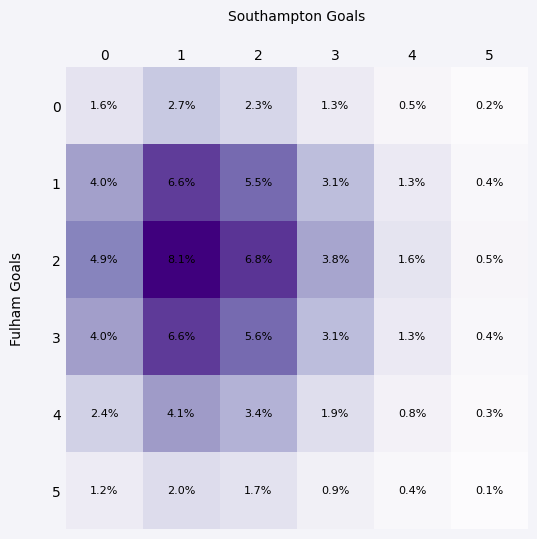 Southampton Goals
0 1 2 3 4 5
Fulham Goals
0 1.6% 2.7% 2.3% 1.3% 0.5% 0.2%
1 4.0% 6.6% 5.5% 3.1% 1.3% 0.4%
2 4.9% 8.1% 6.8% 3.8% 1.6% 0.5%
3 4.0% 6.6% 5.6% 3.1% 1.3% 0.4%
4 2.4% 4.1% 3.4% 1.9% 0.8% 0.3%
5 1.2% 2.0% 1.7% 0.9% 0.4% 0.1%